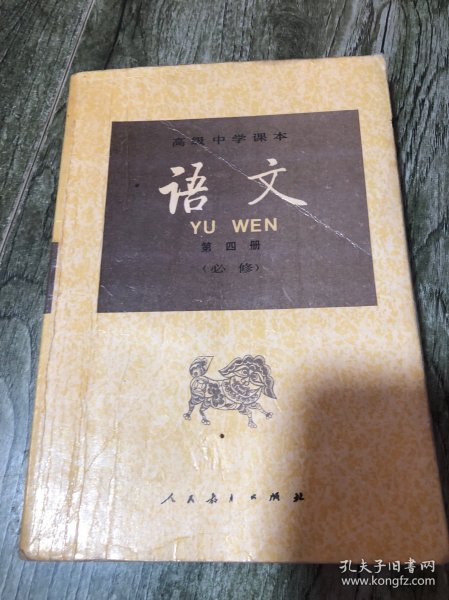 高级中学课本
语文
YU WEN
第四册
（必修）
人民教育出版社
孔夫子旧书网
www.kongfz.com